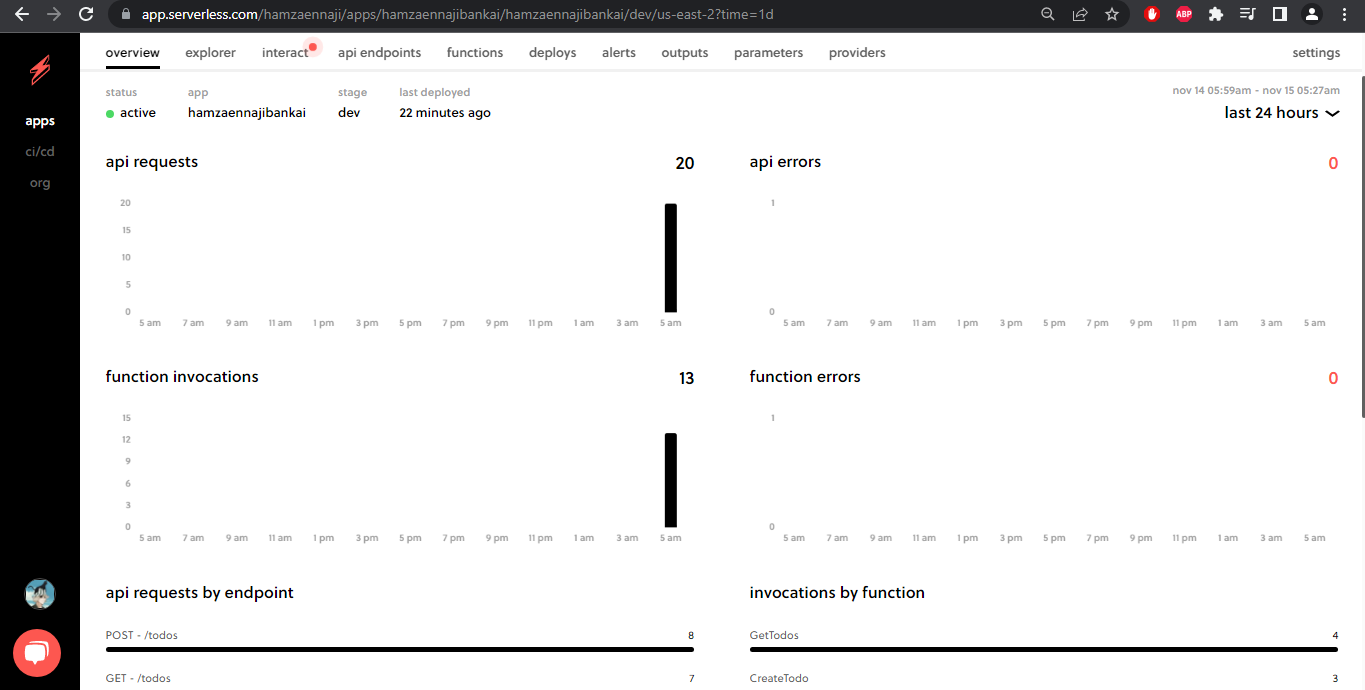 app.serverless.com/hamzaennaji/apps/hamzaennajibankai/hamzaennajibankai/dev/us-east-2?time=1d
ABP
overview explorer interact api endpoints functions deploys alerts outputs parameters providers settings
apps
ci/cd
org
status app stage last deployed
active hamzaennajibankai dev 22 minutes ago
nov 14 05:59am - nov 15 05:27am
last 24 hours
api requests 20
20
15
10
5
0
5 am 7 am 9 am 11 am 1 pm 3 pm 5 pm 7 pm 9 pm 11 pm 1 am 3 am 5 am
api errors 0
1
0
5 am 7 am 9 am 11 am 1 pm 3 pm 5 pm 7 pm 9 pm 11 pm 1 am 3 am 5 am
function invocations 13
15
12
9
6
3
0
5 am 7 am 9 am 11 am 1 pm 3 pm 5 pm 7 pm 9 pm 11 pm 1 am 3 am 5 am
function errors 0
1
0
5 am 7 am 9 am 11 am 1 pm 3 pm 5 pm 7 pm 9 pm 11 pm 1 am 3 am 5 am
api requests by endpoint
POST - /todos 8
GET - /todos 7
invocations by function
GetTodos 4
CreateTodo 3